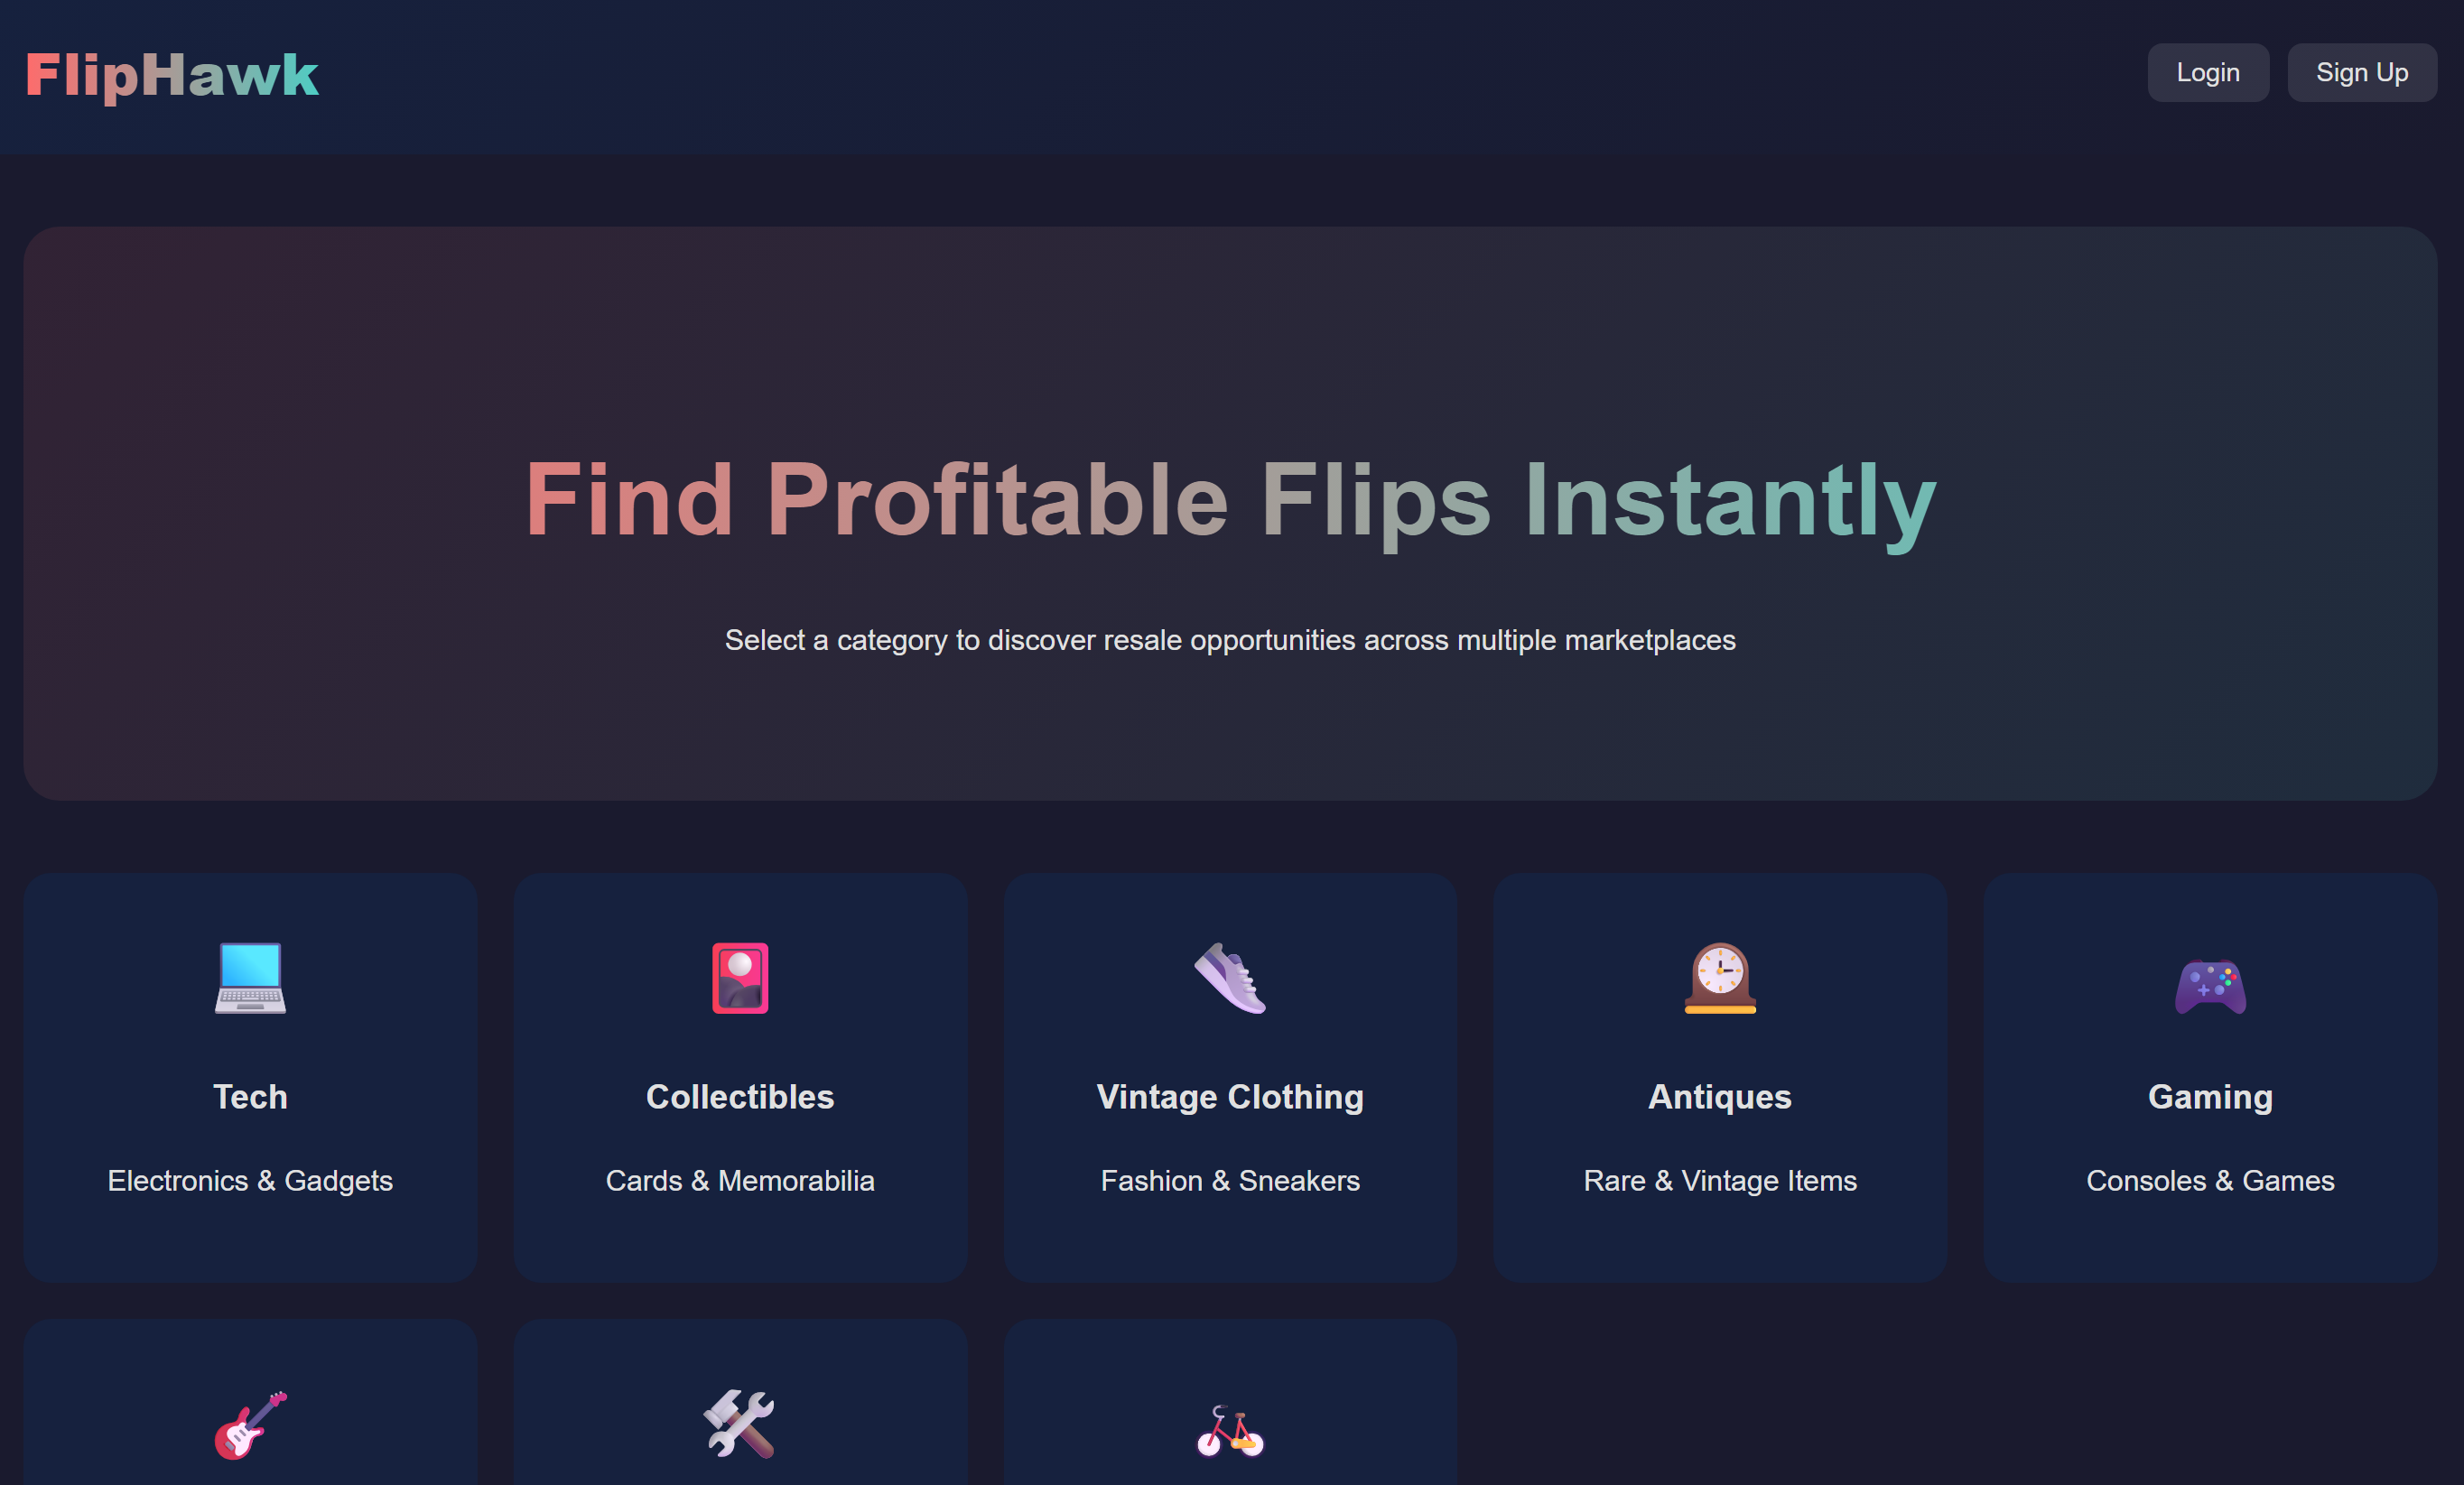 FlipHawk
Login
Sign Up
Find Profitable Flips Instantly
Select a category to discover resale opportunities across multiple marketplaces
Tech
Electronics & Gadgets
Collectibles
Cards & Memorabilia
Vintage Clothing
Fashion & Sneakers
Antiques
Rare & Vintage Items
Gaming
Consoles & Games